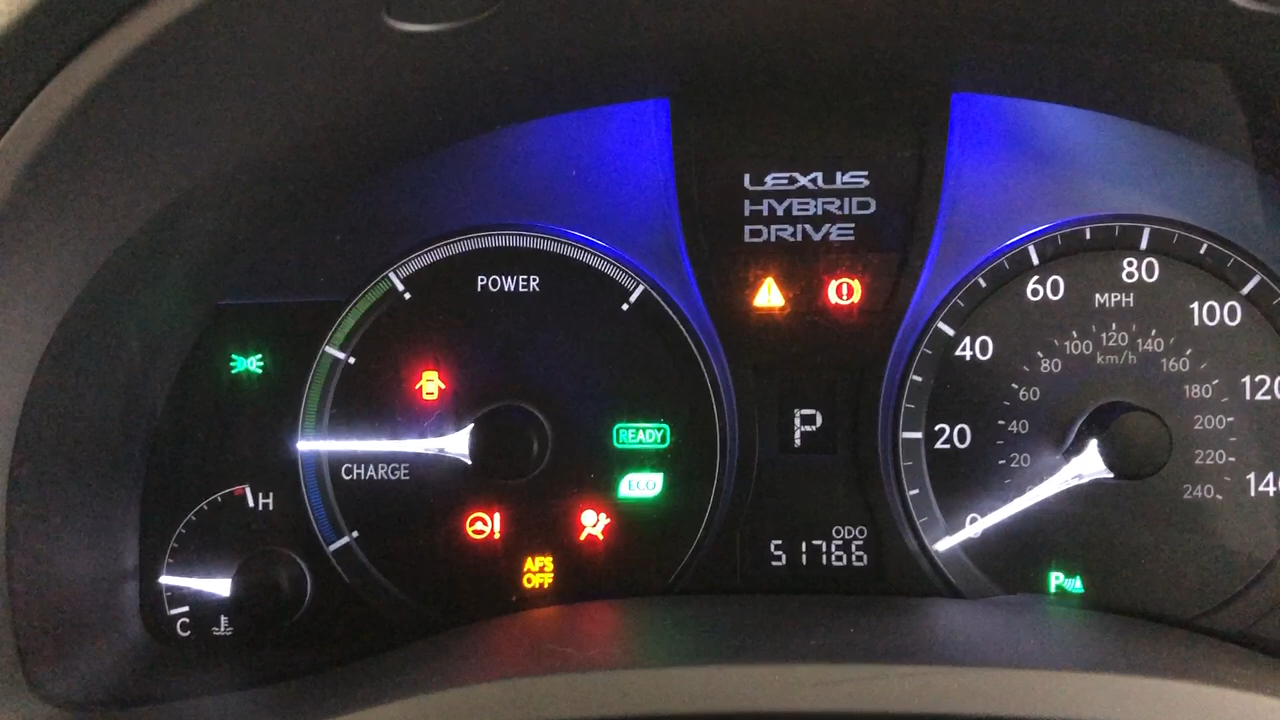 LEXUS
HYBRID
DRIVE
POWER
CHARGE
READY
ECO
AFS
OFF
H
C
P
ODO
51766
0
20
40
60
80
100
120
MPH
km/h
20
40
60
80
100
120
140
160
180
200
220
240
P